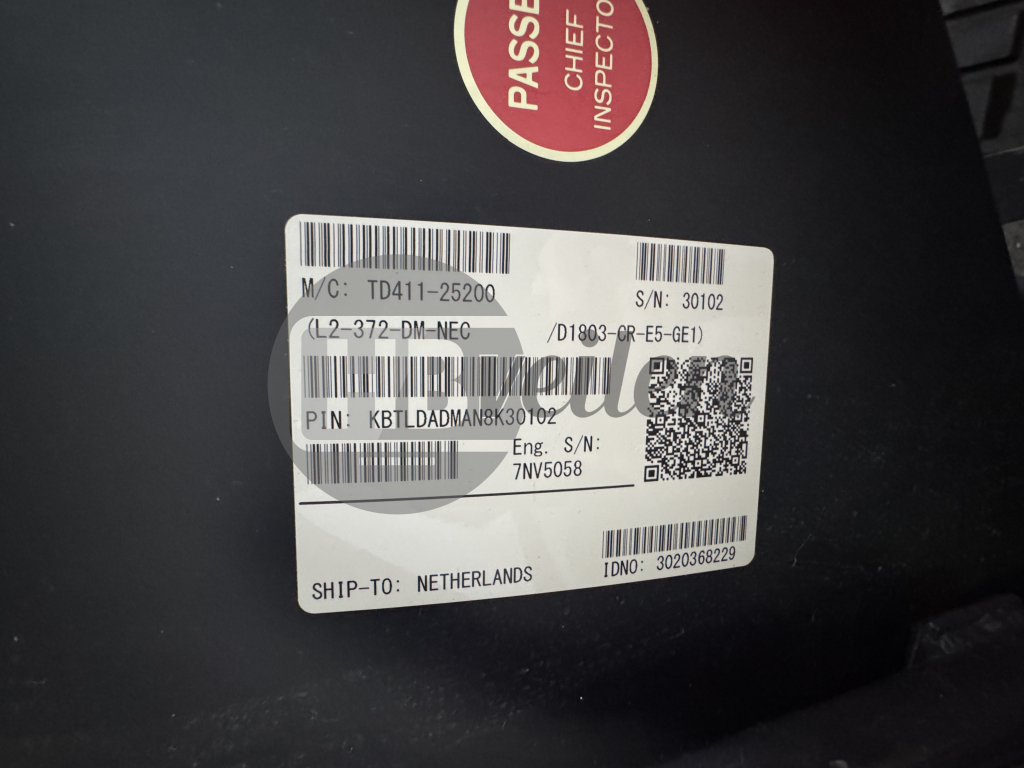 PASSE
CHIEF
INSPECTO
M/C: TD411-25200
S/N: 30102
(L2-372-DM-NEC /D1803-CR-E5-GE1)
PIN: KBTLDADMAN8K30102
Eng. S/N:
7NV5058
IDNO: 3020368229
SHIP-TO: NETHERLANDS
HBveilen